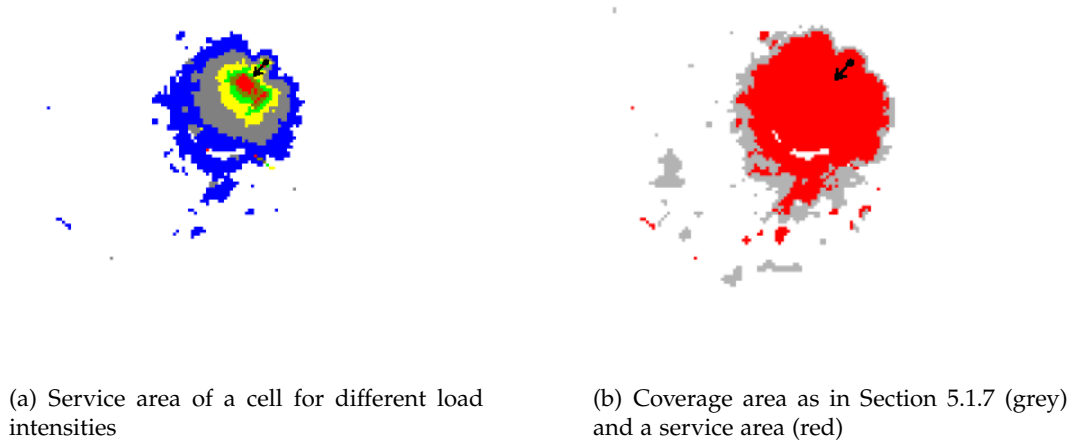 (a) Service area of a cell for different load
intensities
(b) Coverage area as in Section 5.1.7 (grey)
and a service area (red)